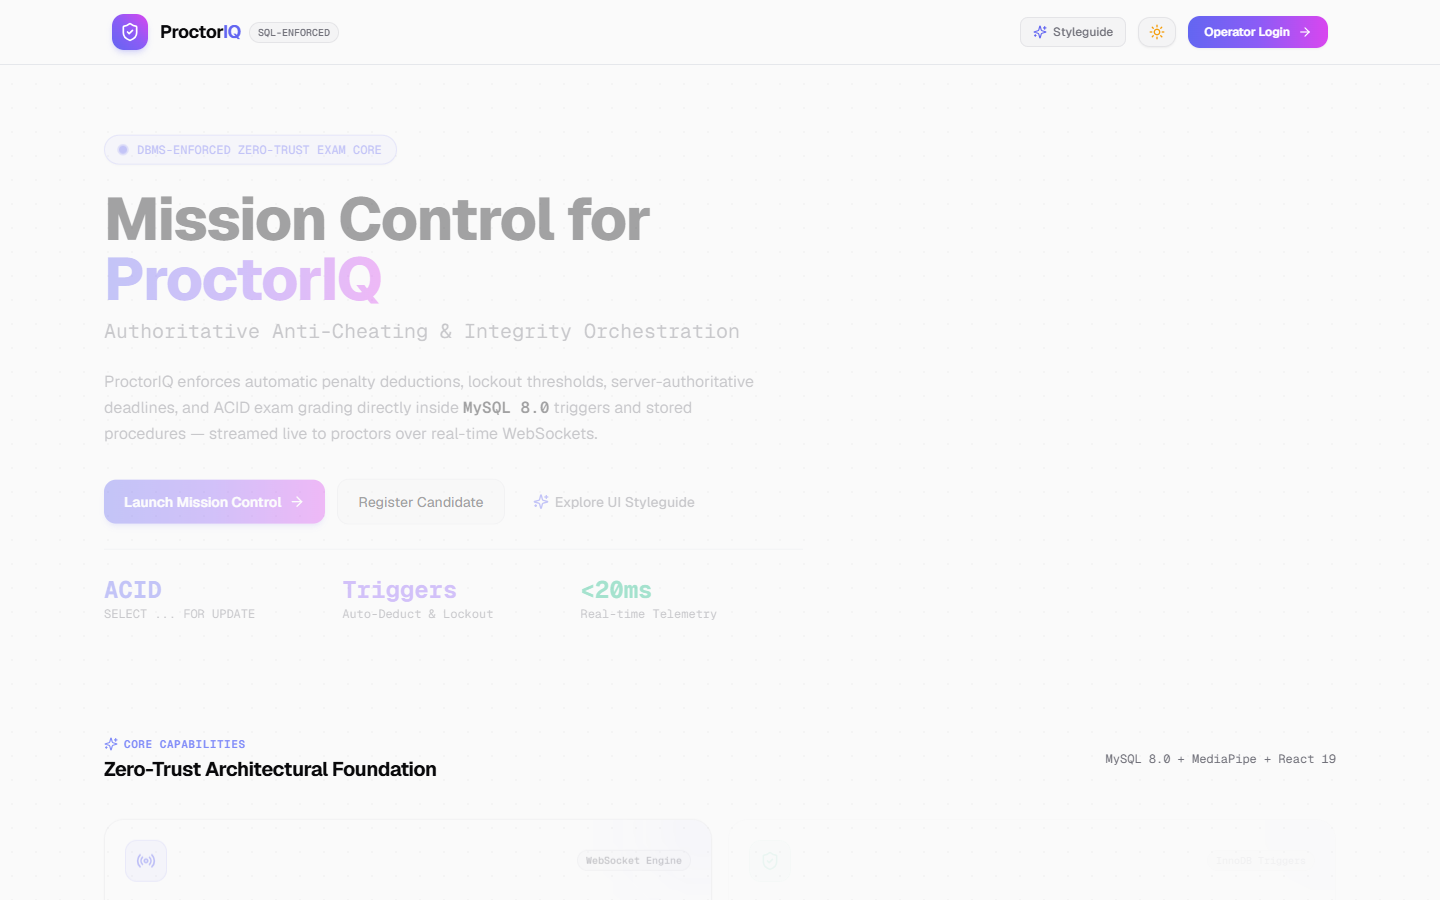 ProctorIQ SQL-ENFORCED Styleguide Operator Login
DBMS-ENFORCED ZERO-TRUST EXAM CORE
Mission Control for
ProctorIQ
Authoritative Anti-Cheating & Integrity Orchestration
ProctorIQ enforces automatic penalty deductions, lockout thresholds, server-authoritative
deadlines, and ACID exam grading directly inside MySQL 8.0 triggers and stored
procedures — streamed live to proctors over real-time WebSockets.
Launch Mission Control Register Candidate Explore UI Styleguide
ACID Triggers <20ms
SELECT ... FOR UPDATE Auto-Deduct & Lockout Real-time Telemetry
CORE CAPABILITIES
Zero-Trust Architectural Foundation
MySQL 8.0 + MediaPipe + React 19
WebSocket Engine InnoDB Triggers